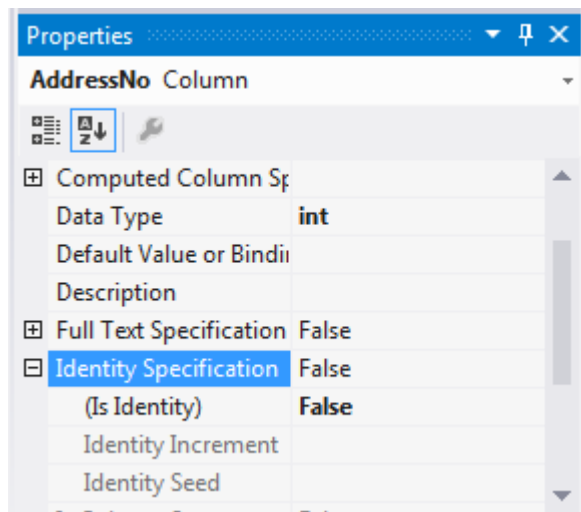 Properties
AddressNo Column
Computed Column Sp
Data Type int
Default Value or Bindin
Description
Full Text Specification False
Identity Specification False
(Is Identity) False
Identity Increment
Identity Seed